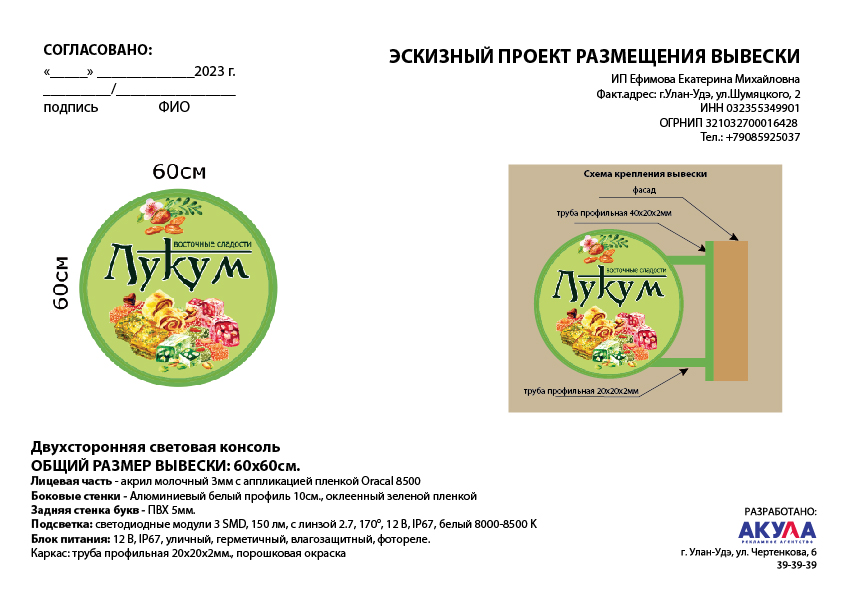 СОГЛАСОВАНО:
«_____» _____________2023 г.
_________/________________
подпись ФИО
ЭСКИЗНЫЙ ПРОЕКТ РАЗМЕЩЕНИЯ ВЫВЕСКИ
ИП Ефимова Екатерина Михайловна
Факт.адрес: г.Улан-Удэ, ул.Шумяцкого, 2
ИНН 032355349901
ОГРНИП 321032700016428
Тел.: +79085925037
60см
60см
ВОСТОЧНЫЕ СЛАДОСТИ
Лукум
Схема крепления вывески
фасад
труба профильная 40х20х2мм
ВОСТОЧНЫЕ СЛАДОСТИ
Лукум
труба профильная 20х20х2мм
Двухсторонняя световая консоль
ОБЩИЙ РАЗМЕР ВЫВЕСКИ: 60х60см.
Лицевая часть - акрил молочный 3мм с аппликацией пленкой Oracal 8500
Боковые стенки - Алюминиевый белый профиль 10см., оклеенный зеленой пленкой
Задняя стенка букв - ПВХ 5мм.
Подсветка: светодиодные модули 3 SMD, 150 лм, с линзой 2.7, 170°, 12 В, IP67, белый 8000-8500 К
Блок питания: 12 В, IP67, уличный, герметичный, влагозащитный, фотореле.
Каркас: труба профильная 20х20х2мм., порошковая окраска
РАЗРАБОТАНО:
АКУЛА
РЕКЛАМНОЕ АГЕНТСТВО
г. Улан-Удэ, ул. Чертенкова, 6
39-39-39